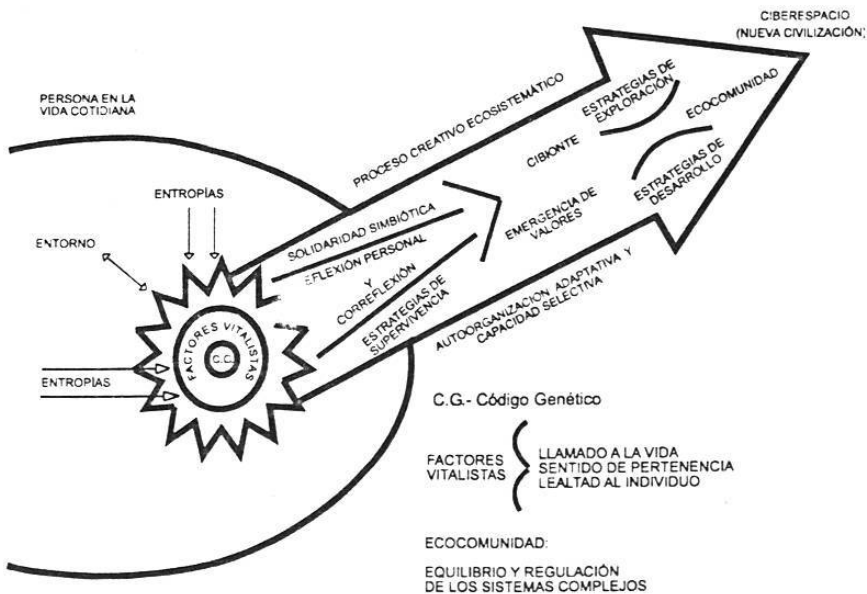 CIBERESPACIO
(NUEVA CIVILIZACIÓN)
PERSONA EN LA
VIDA COTIDIANA
PROCESO CREATIVO ECOSISTEMÁTICO
ESTRATEGIAS DE
EXPLORACIÓN
ECOCOMUNIDAD
CIBIONTE
ESTRATEGIAS DE
DESARROLLO
EMERGENCIA DE
VALORES
ENTROPÍAS
ENTORNO
SOLIDARIDAD SIMBIÓTICA
EFLEXIÓN PERSONAL
Y
CORREFLEXIÓN
ESTRATEGIAS DE
SUPERVIVENCIA
AUTOORGANIZACIÓN ADAPTATIVA Y
CAPACIDAD SELECTIVA
FACTORES VITALISTAS
ENTROPÍAS
C.G.- Código Genético
FACTORES
VITALISTAS
LLAMADO A LA VIDA
SENTIDO DE PERTENENCIA
LEALTAD AL INDIVIDUO
ECOCOMUNIDAD:
EQUILIBRIO Y REGULACIÓN
DE LOS SISTEMAS COMPLEJOS